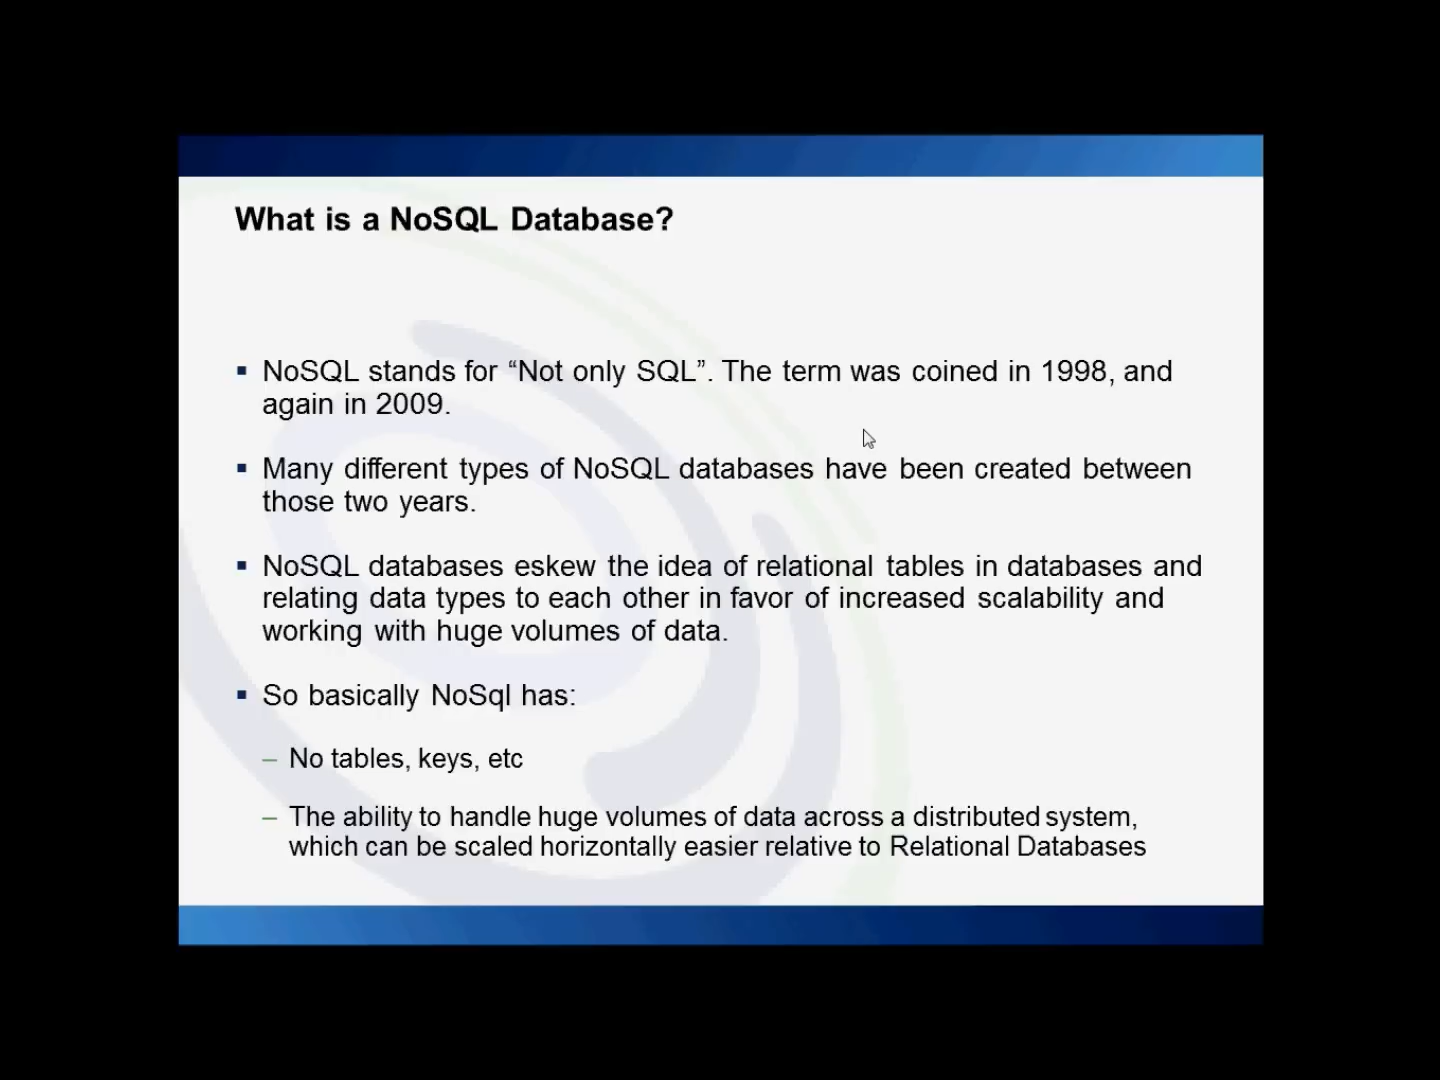 What is a NoSQL Database?
▪ NoSQL stands for “Not only SQL”. The term was coined in 1998, and
again in 2009.
▪ Many different types of NoSQL databases have been created between
those two years.
▪ NoSQL databases eskew the idea of relational tables in databases and
relating data types to each other in favor of increased scalability and
working with huge volumes of data.
▪ So basically NoSql has:
– No tables, keys, etc
– The ability to handle huge volumes of data across a distributed system,
which can be scaled horizontally easier relative to Relational Databases